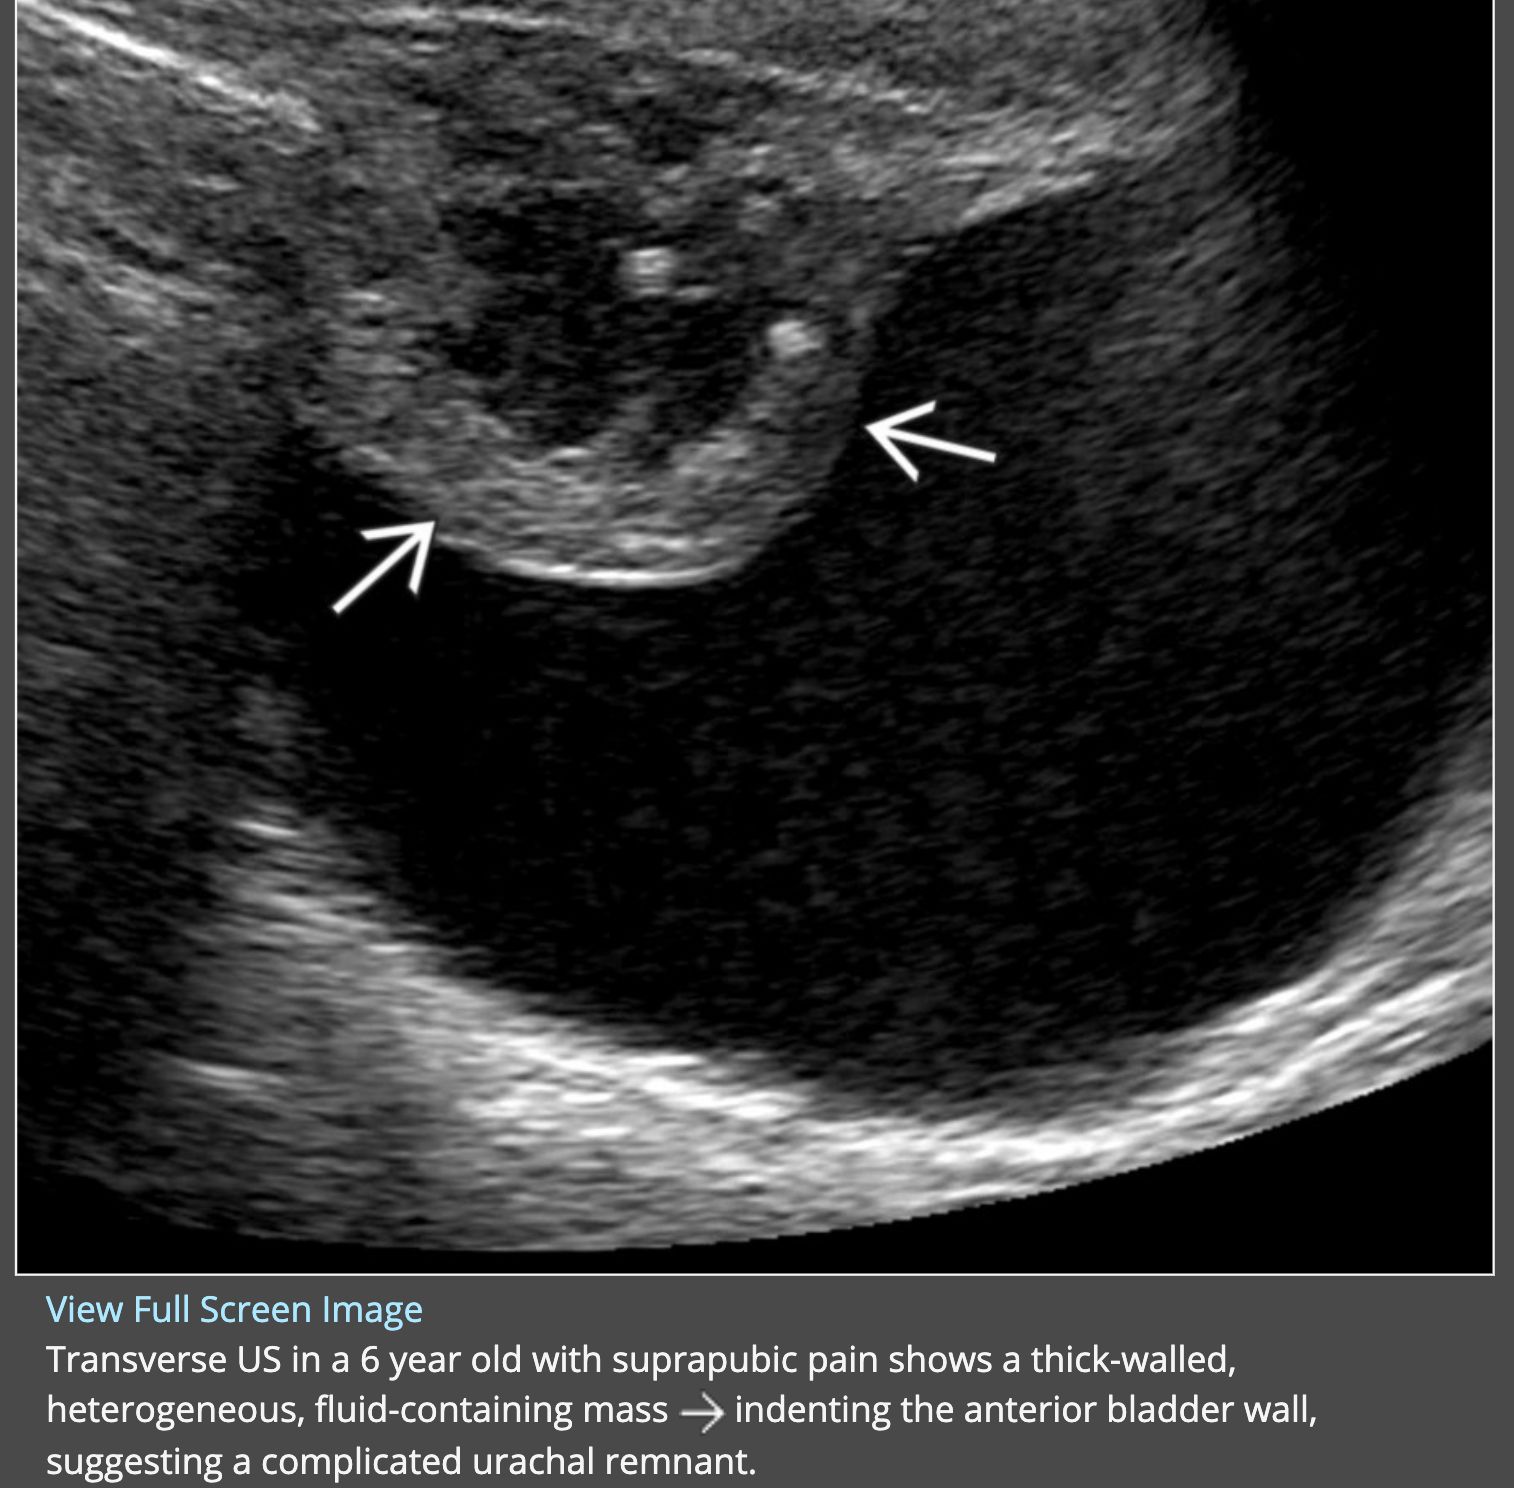 View Full Screen Image
Transverse US in a 6 year old with suprapubic pain shows a thick-walled,
heterogeneous, fluid-containing mass → indenting the anterior bladder wall,
suggesting a complicated urachal remnant.